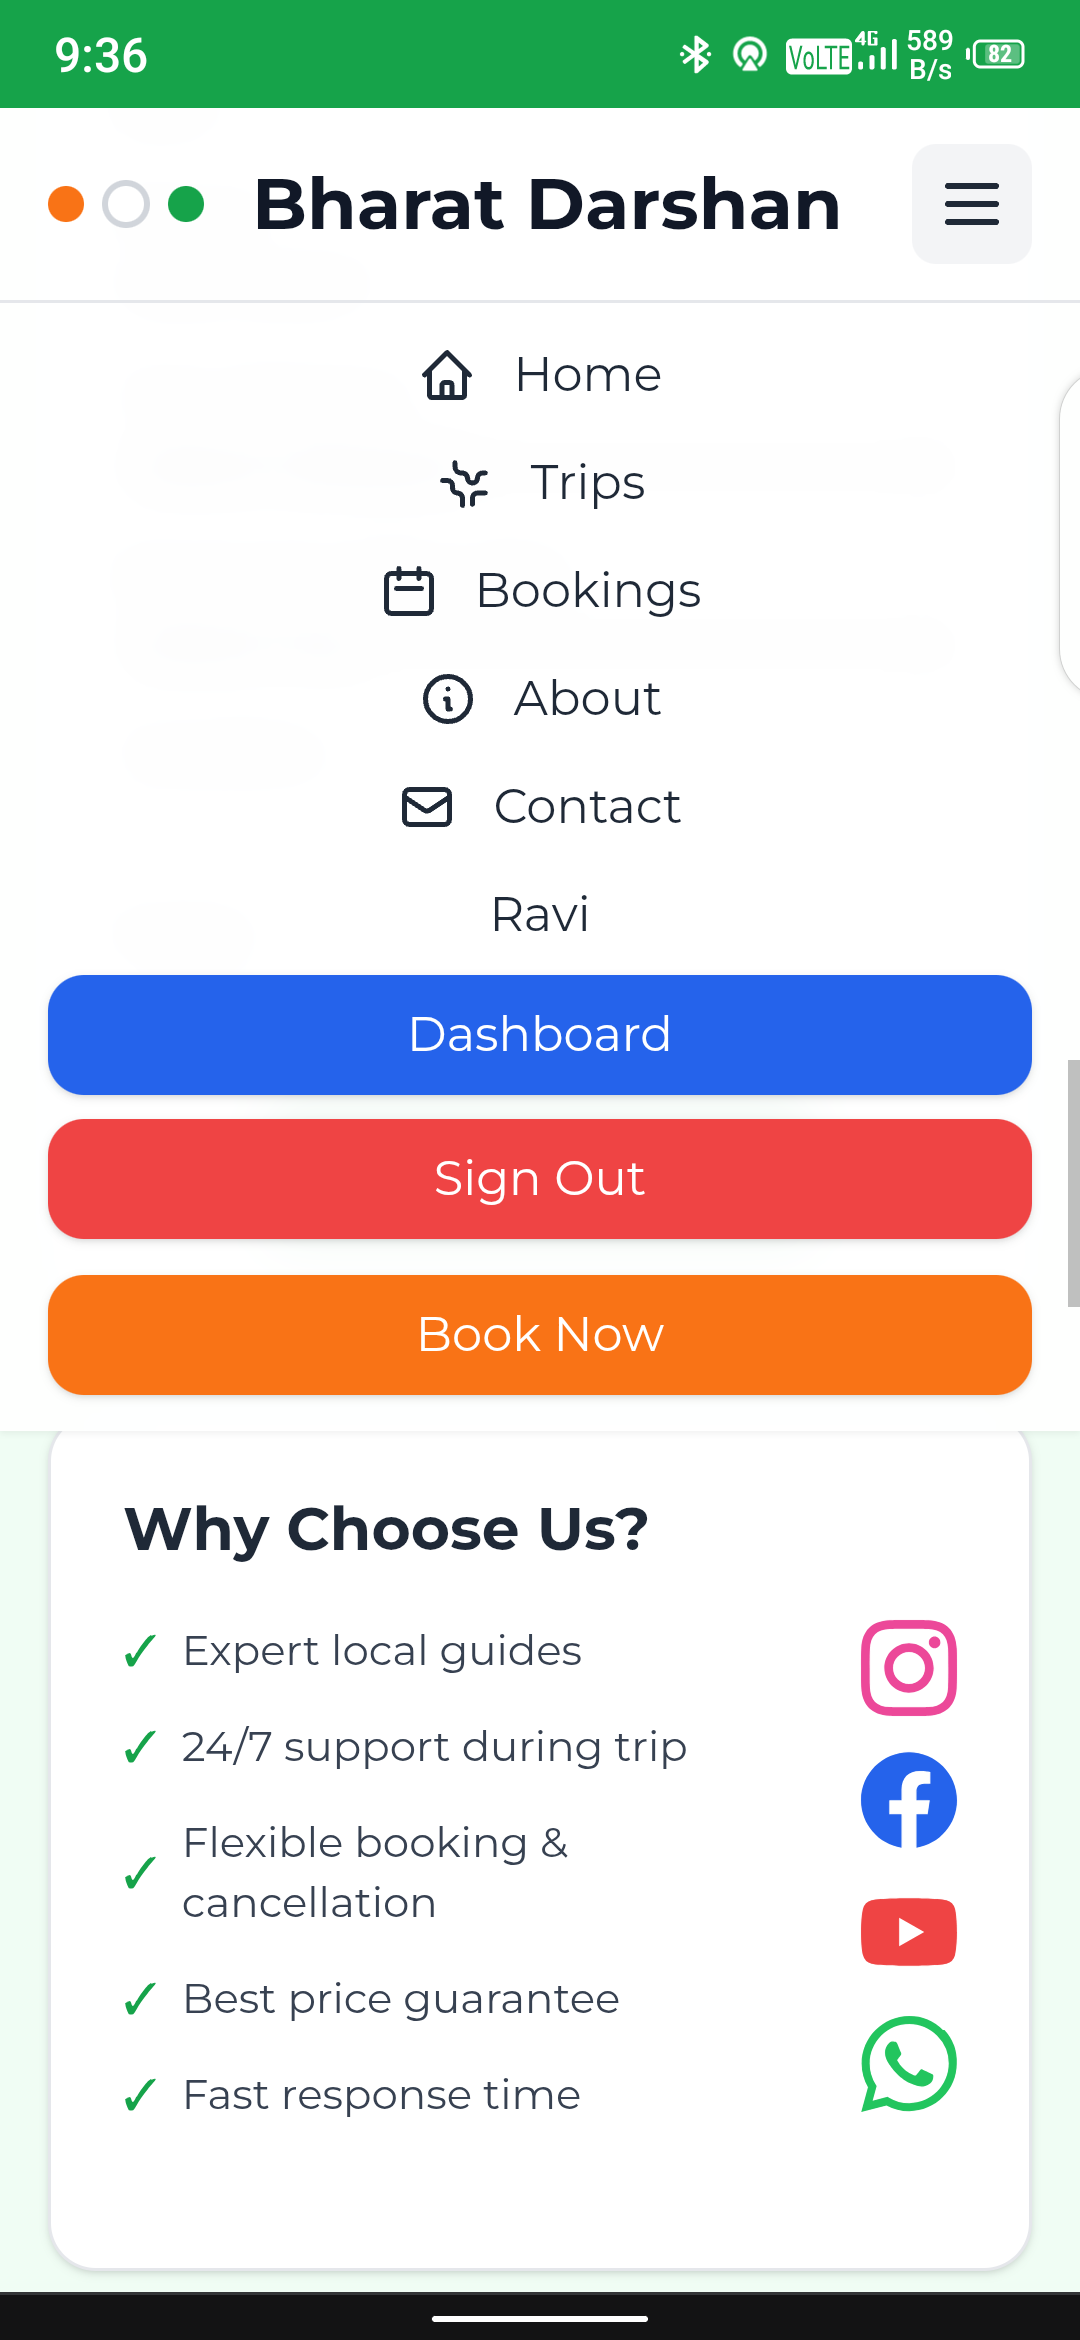 9:36
VoLTE 4G 589 B/s 82
Bharat Darshan
Home
Trips
Bookings
About
Contact
Ravi
Dashboard
Sign Out
Book Now
Why Choose Us?
✓ Expert local guides
✓ 24/7 support during trip
✓ Flexible booking &
cancellation
✓ Best price guarantee
✓ Fast response time